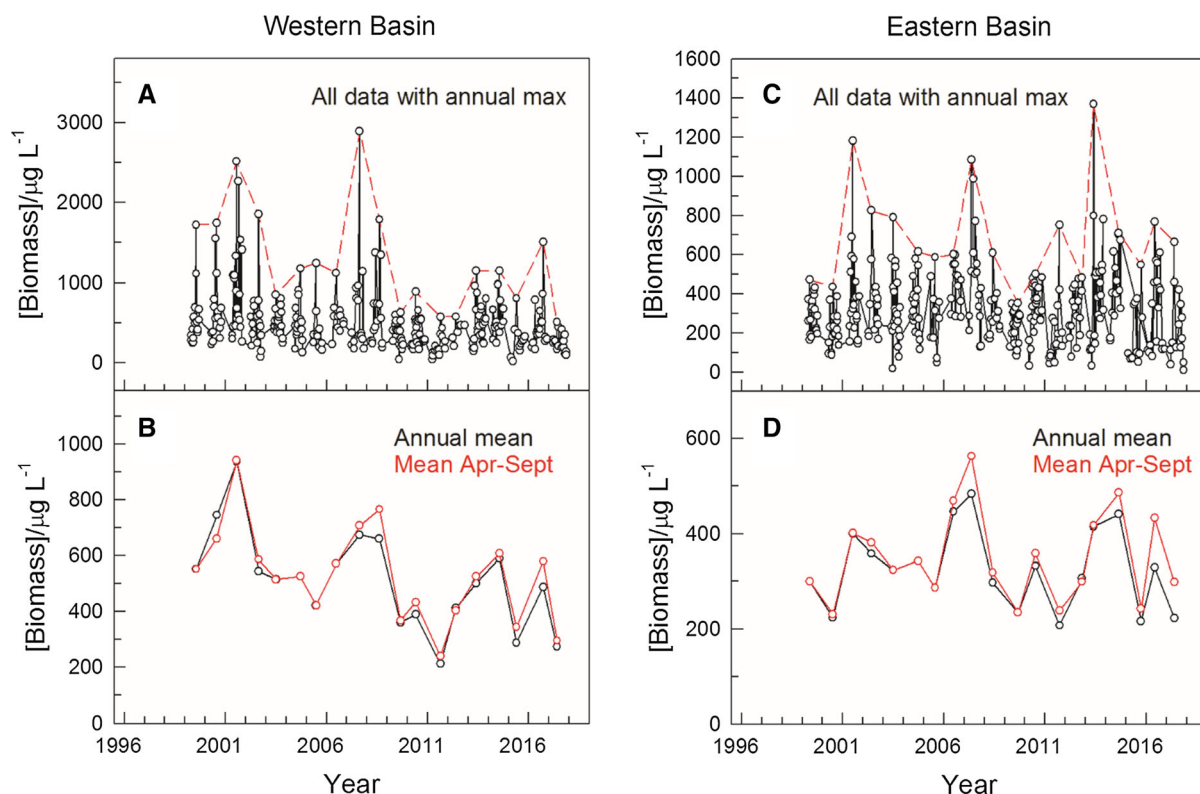 Western Basin
Eastern Basin
A
All data with annual max
[Biomass]/µg L⁻¹
3000
2000
1000
0
C
All data with annual max
[Biomass]/µg L⁻¹
1600
1400
1200
1000
800
600
400
200
0
B
Annual mean
Mean Apr-Sept
[Biomass]/µg L⁻¹
1000
800
600
400
200
0
1996
2001
2006
2011
2016
Year
D
Annual mean
Mean Apr-Sept
[Biomass]/µg L⁻¹
600
400
200
0
1996
2001
2006
2011
2016
Year